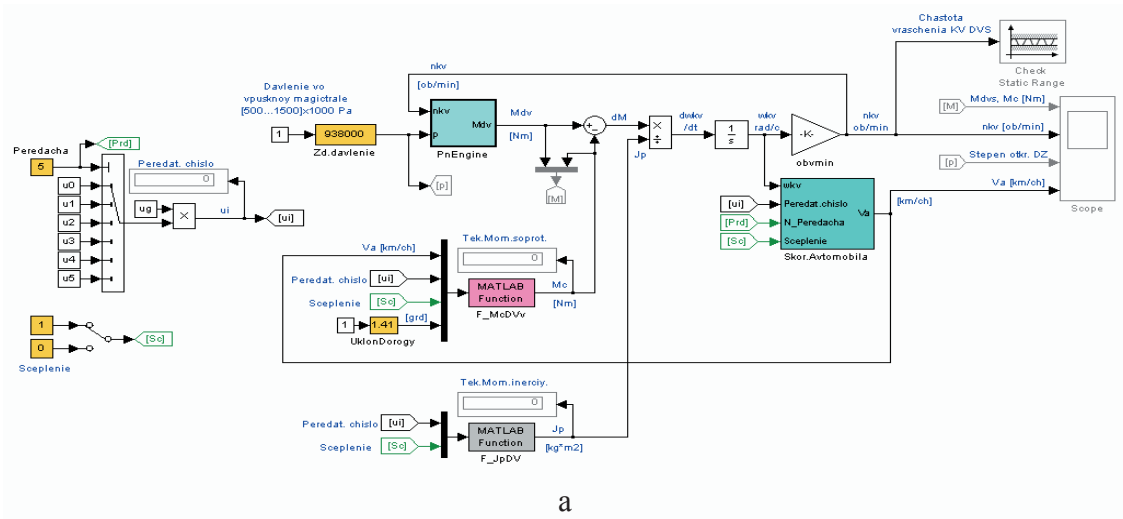 Chastota
vraschenia KV DVS
Check
Static Range
nkv
[ob/min]
Davlenie vo
vpusknoy magictrale
[500...1500]x1000 Pa
1
938000
Zd.davlenie
nkv
p
Mdv
PnEngine
Mdv
[Nm]
+
-
dM
×
÷
Jp
dwkv
/dt
1
s
wkv
rad/c
-K-
obvmin
nkv
ob/min
[M]
Mdvs, Mc [Nm]
nkv [ob/min]
[p]
Stepen otkr. DZ
Va [km/ch]
Scope
[p]
[M]
[Prd]
Peredacha
5
Peredat. chislo
0
u0
u1
u2
u3
u4
u5
ug
×
ui
[ui]
wkv
Peredat.chislo
N_Peredacha
Sceplenie
Va
Skor.Avtomobila
[ui]
[Prd]
[Sc]
[km/ch]
Tek.Mom.soprot.
0
Va [km/ch]
Peredat. chislo
[ui]
Sceplenie
[Sc]
[grd]
1
1.41
UklonDorogy
MATLAB
Function
F_McDVv
Mc
[Nm]
1
0
Sceplenie
[Sc]
Tek.Mom.inerciy.
0
Peredat. chislo
[ui]
Sceplenie
[Sc]
MATLAB
Function
F_JpDV
Jp
[kg*m2]
a